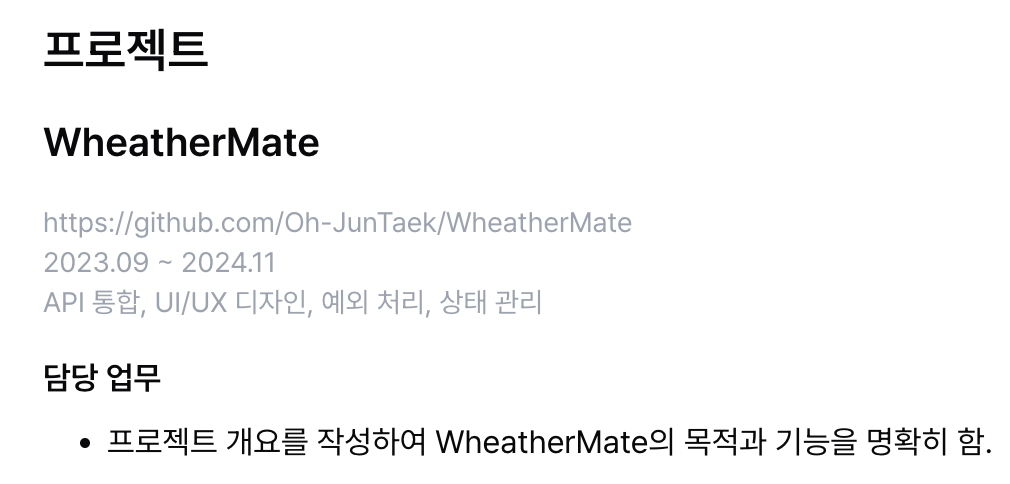 프로젝트
WheatherMate
https://github.com/Oh-JunTaek/WheatherMate
2023.09 ~ 2024.11
API 통합, UI/UX 디자인, 예외 처리, 상태 관리
담당 업무
• 프로젝트 개요를 작성하여 WheatherMate의 목적과 기능을 명확히 함.